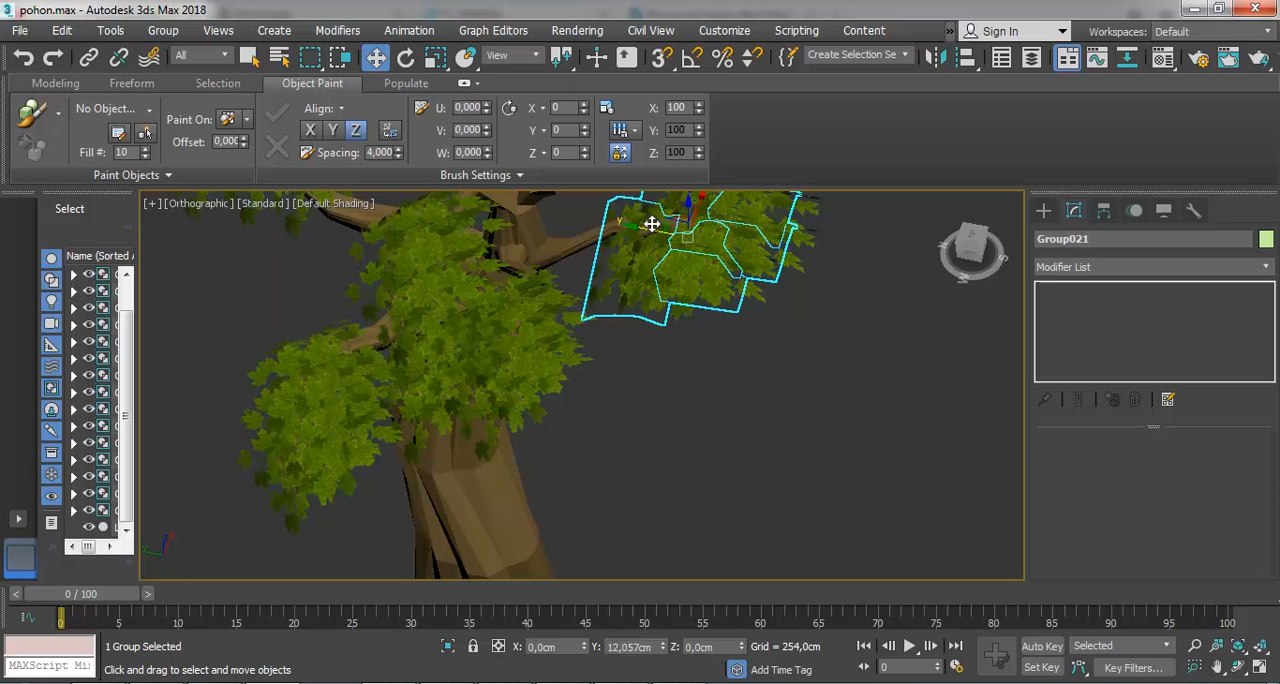 pohon.max - Autodesk 3ds Max 2018
File Edit Tools Group Views Create Modifiers Animation Graph Editors Rendering Civil View Customize Scripting Content » Sign In Workspaces: Default
All View Create Selection Se
Modeling Freeform Selection Object Paint Populate
No Object... Paint On: Align: U: 0,000 X 0 X: 100
Offset: 0,000 X Y Z V: 0,000 Y 0 Y: 100
Fill #: 10 Spacing: 4,000 W: 0,000 Z 0 Z: 100
Paint Objects Brush Settings
[+] [Orthographic ] [Standard ] [Default Shading ]
Select
Name (Sorted A
Group021
Modifier List
y
0 / 100
0 5 10 15 20 25 30 35 40 45 50 55 60 65 70 75 80 85 90 95 100
1 Group Selected X: 0,0cm Y: 12,057cm Z: 0,0cm Grid = 254,0cm Auto Key Selected
MAXScript Mi Click and drag to select and move objects Add Time Tag 0 Set Key Key Filters...